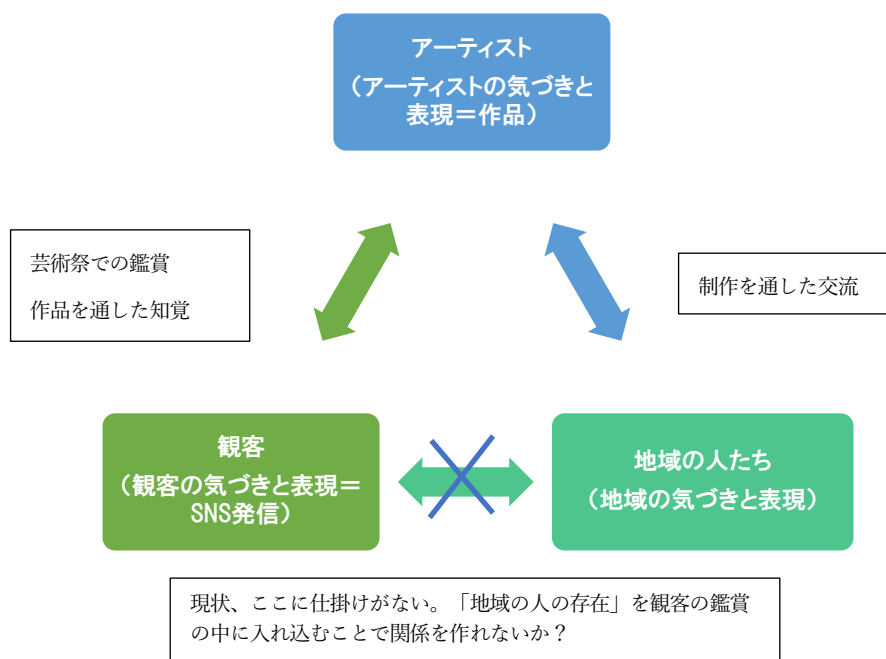 アーティスト
（アーティストの気づきと
表現＝作品）
芸術祭での鑑賞
作品を通した知覚
制作を通した交流
観客
（観客の気づきと表現＝
SNS発信）
地域の人たち
（地域の気づきと表現）
現状、ここに仕掛けがない。「地域の人の存在」を観客の鑑賞
の中に入れ込むことで関係を作れないか？